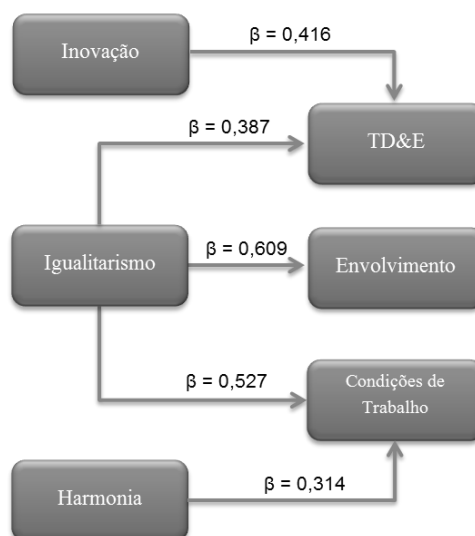 Inovação
β = 0,416
TD&E
β = 0,387
Igualitarismo
β = 0,609
Envolvimento
β = 0,527
Condições de
Trabalho
Harmonia
β = 0,314